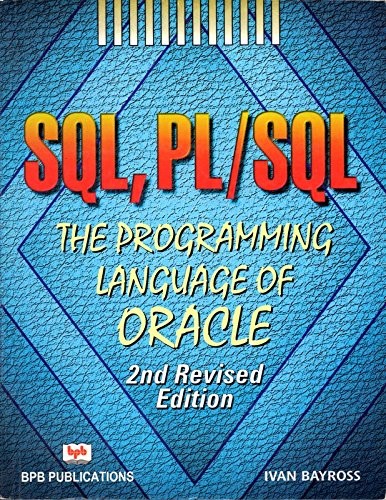 SQL, PL/SQL
THE PROGRAMMING
LANGUAGE OF
ORACLE
2nd Revised
Edition
bpb
BPB PUBLICATIONS
IVAN BAYROSS